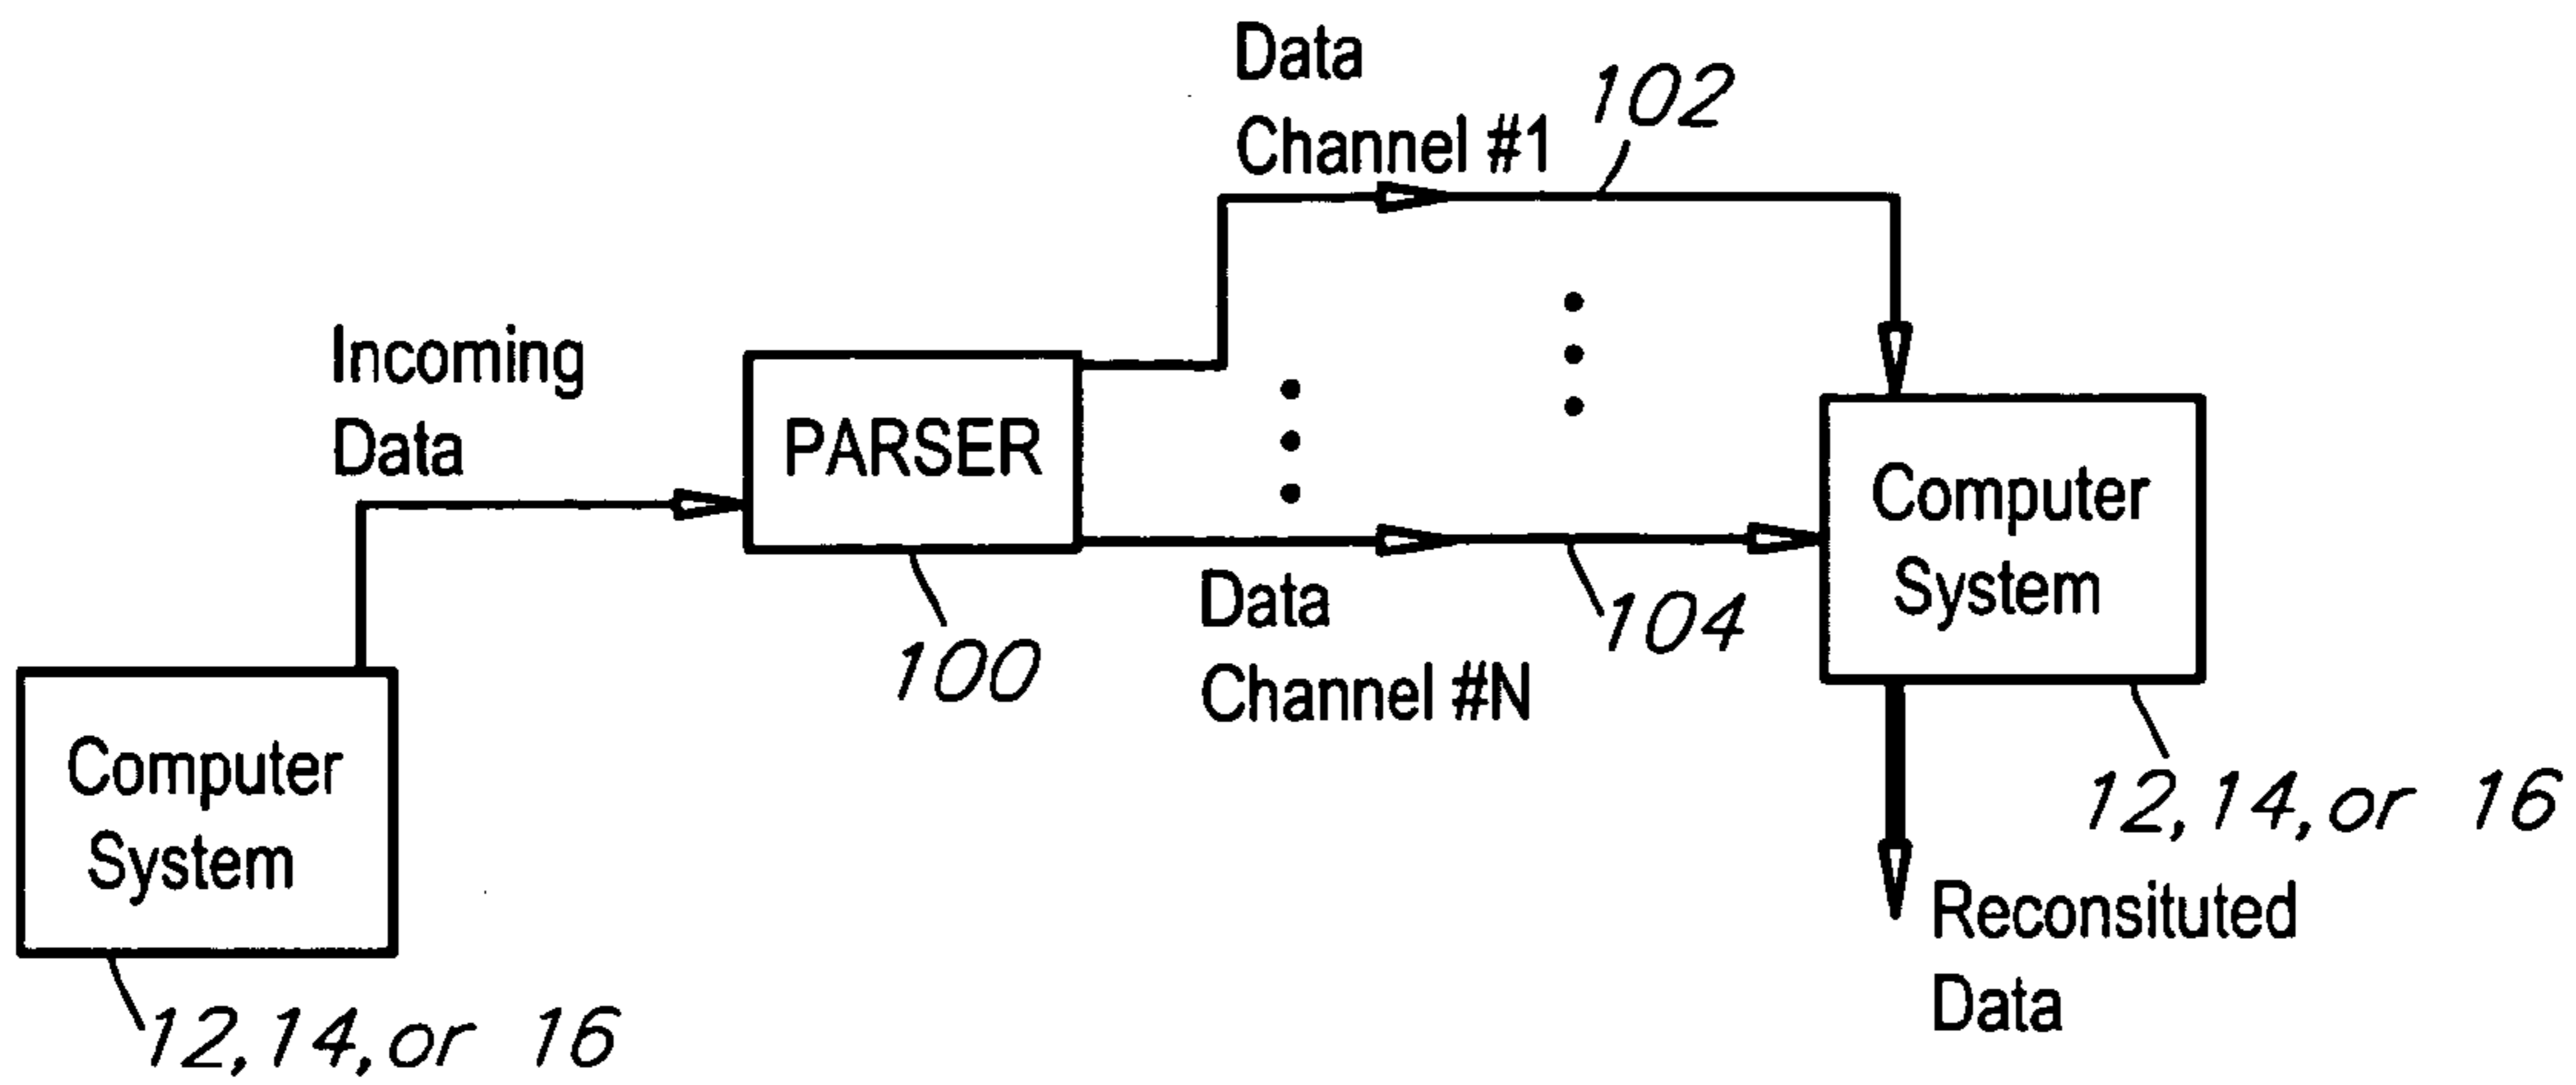 Data
Channel #1
102
Incoming
Data
PARSER
100
Data
Channel #N
104
Computer
System
12, 14, or 16
Computer
System
12, 14, or 16
Reconsituted
Data